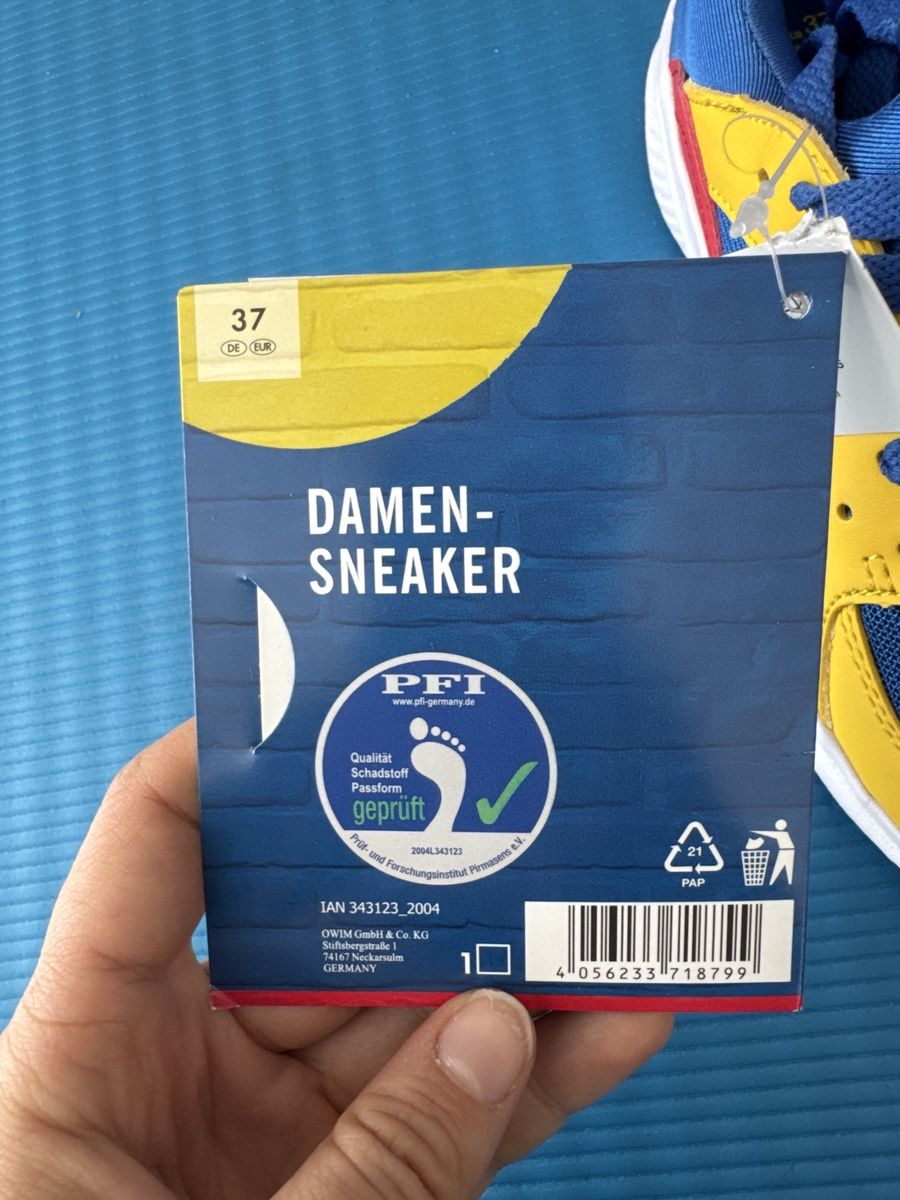 37
37
DE EUR
DAMEN-
SNEAKER
PFI
www.pfi-germany.de
Qualität
Schadstoff
Passform
geprüft
2004L343123
Prüf- und Forschungsinstitut Pirmasens e.V.
21
PAP
IAN 343123_2004
OWIM GmbH & Co. KG
Stiftsbergstraße 1
74167 Neckarsulm
GERMANY
1
4 056233 718799